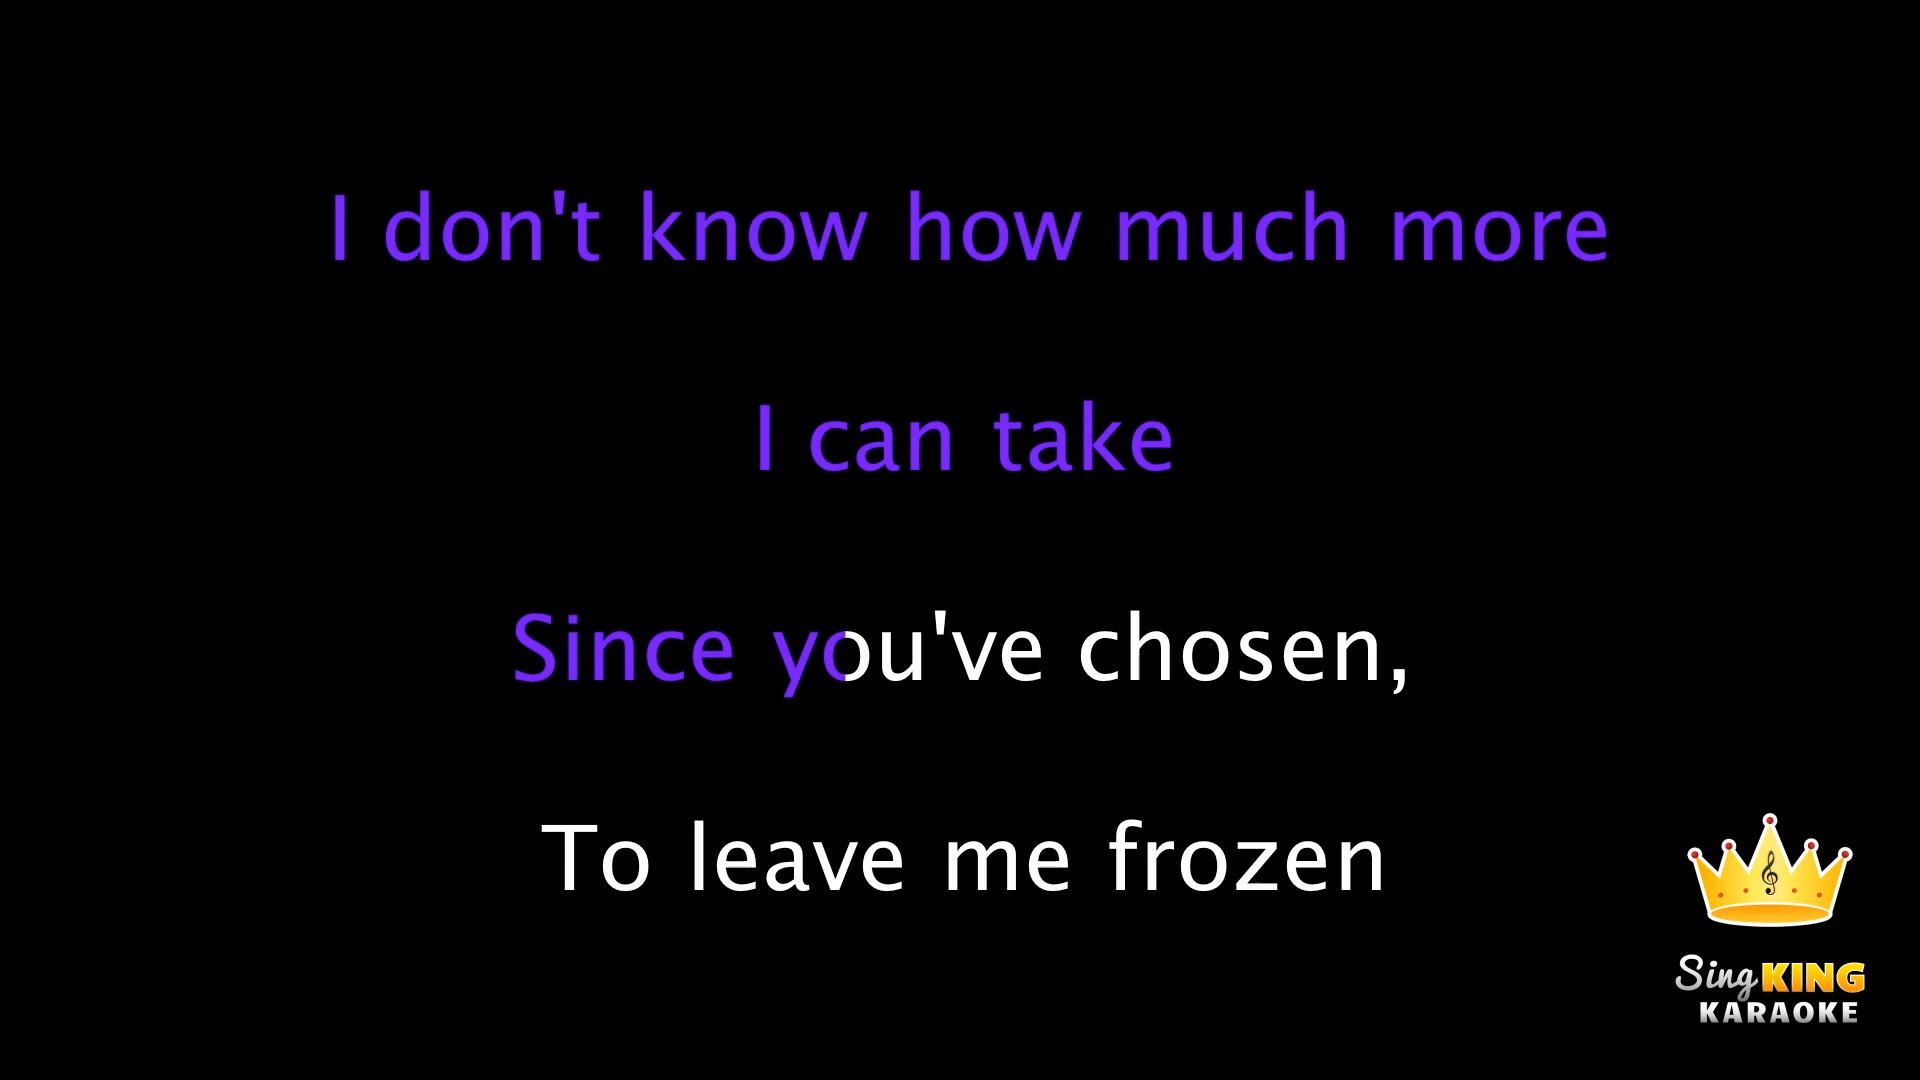 I don't know how much more
I can take
Since you've chosen,
To leave me frozen
Sing KING
KARAOKE